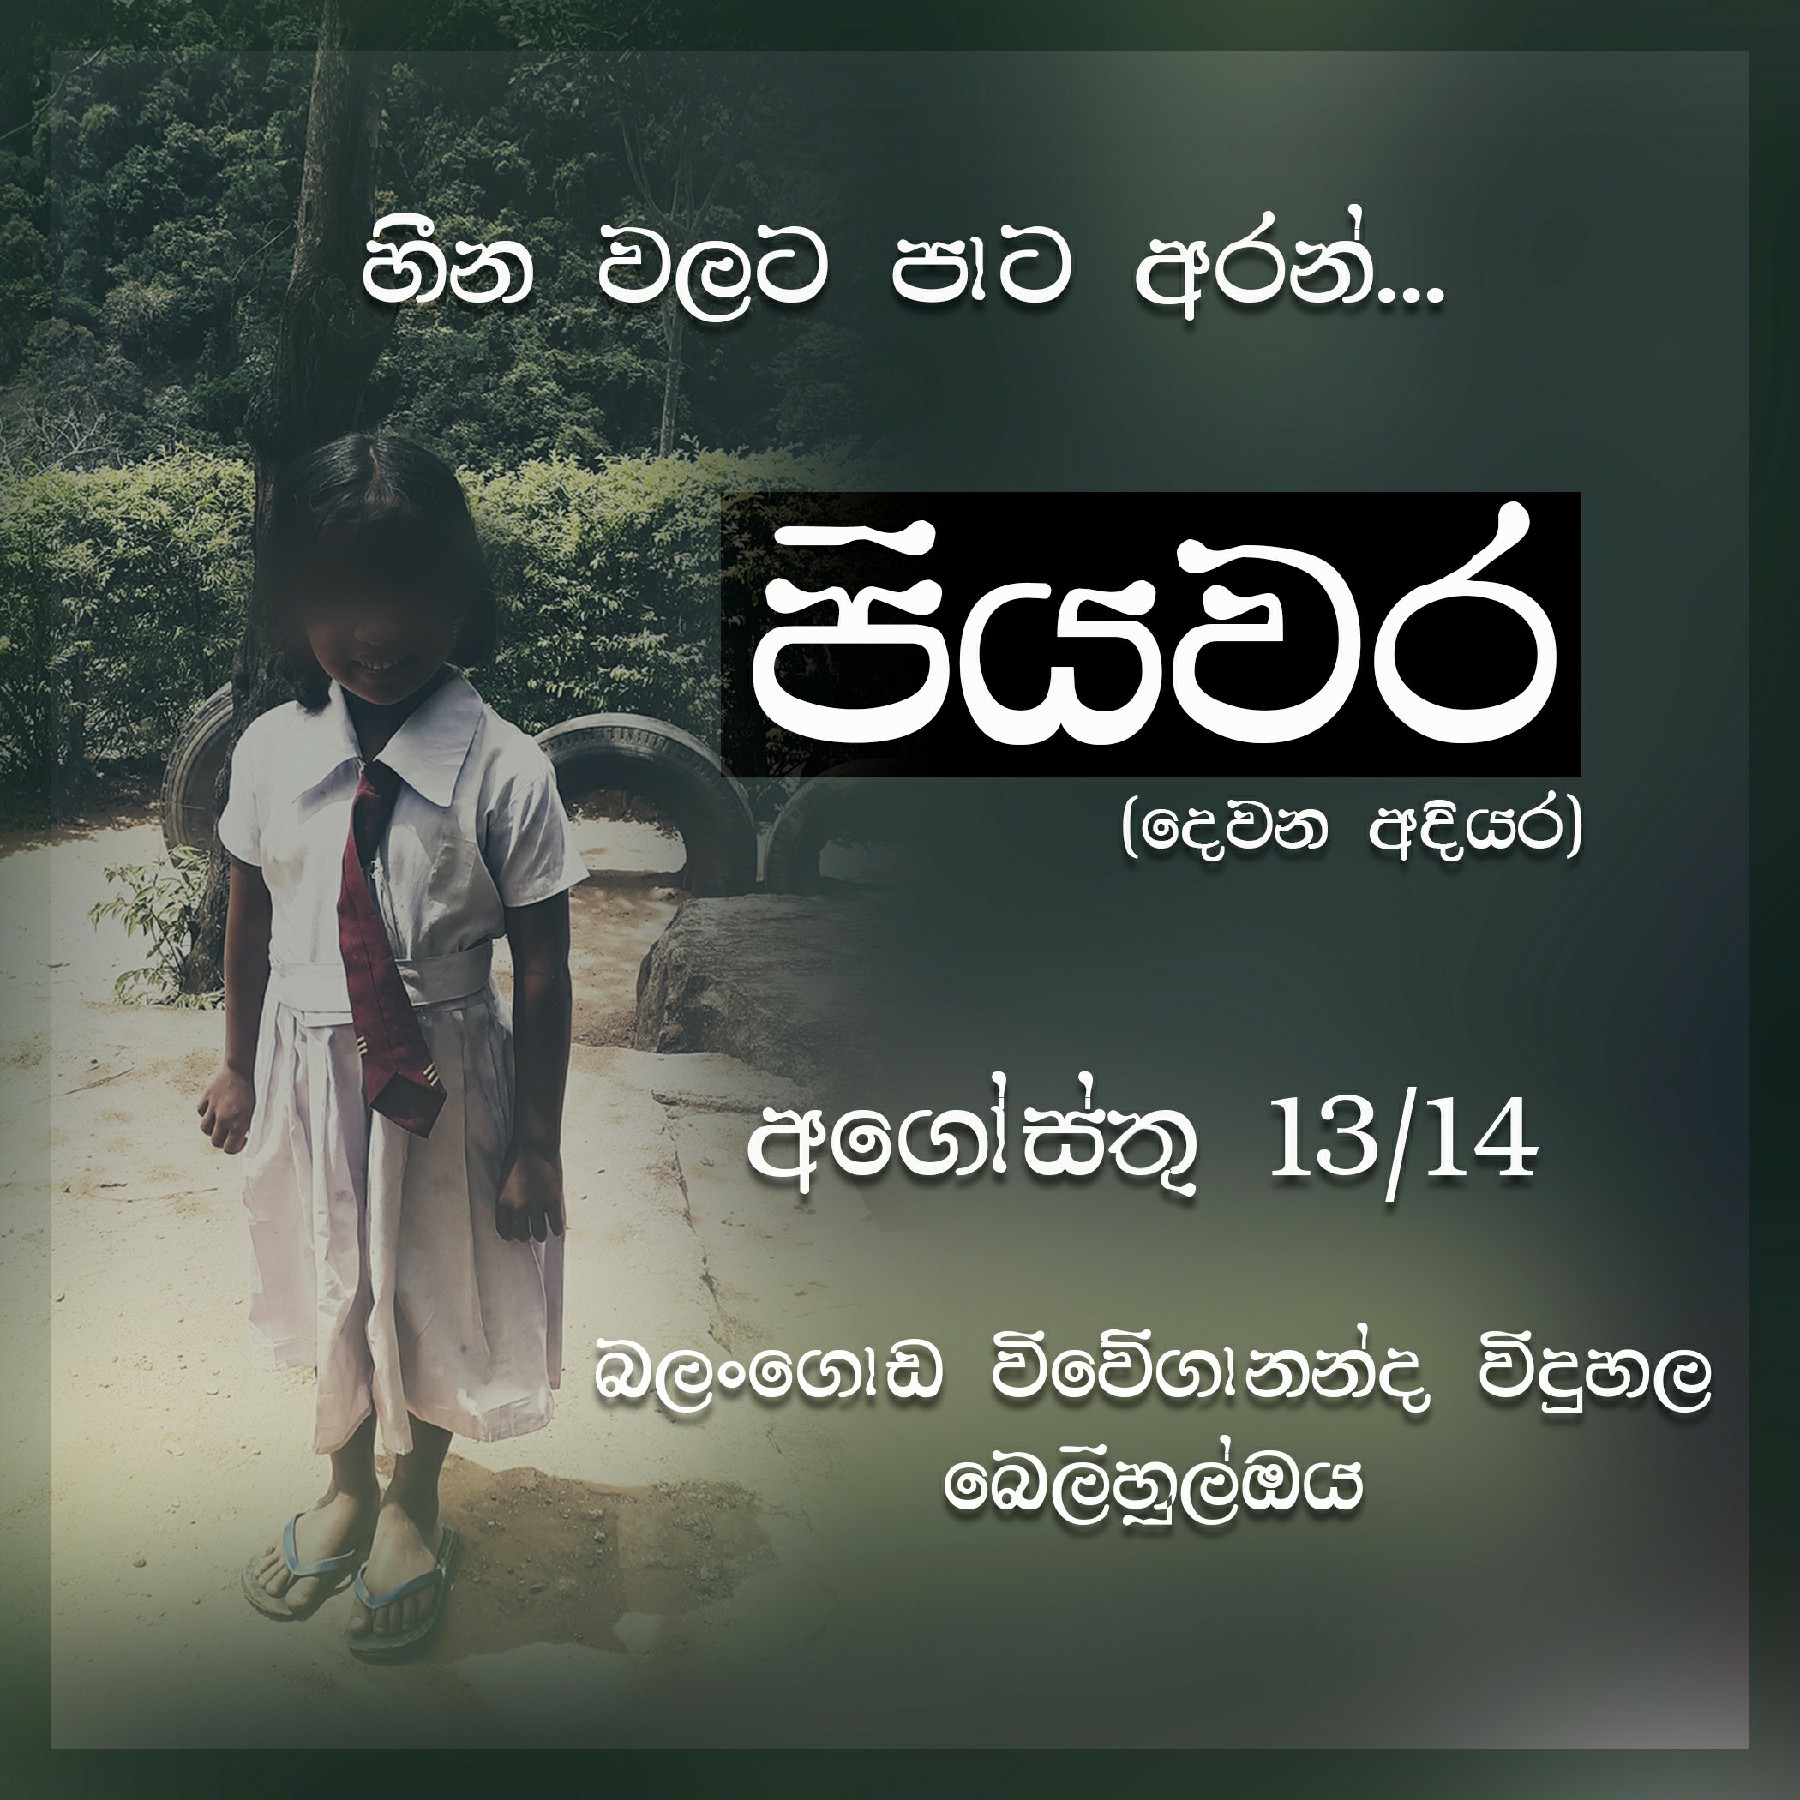 හීන වලට පාට අරන්...
පියවර
(දෙවන අදියර)
අගෝස්තු 13/14
බලංගොඩ විවේගානන්ද විදුහල
බෙලිහුල්ඔය